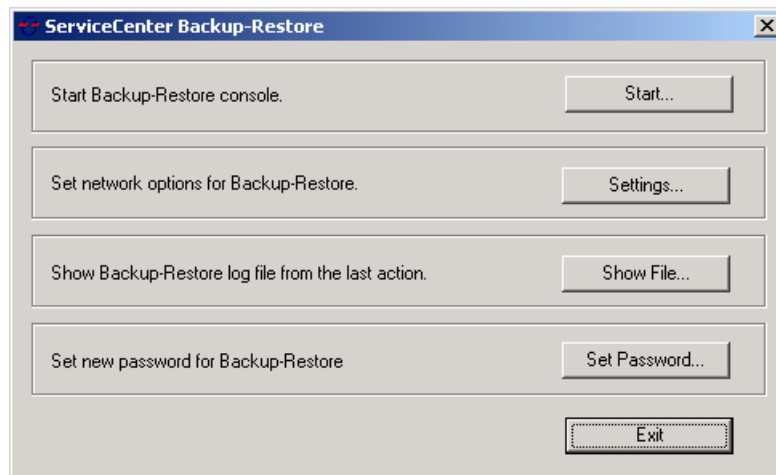 ServiceCenter Backup-Restore
Start Backup-Restore console.
Start...
Set network options for Backup-Restore.
Settings...
Show Backup-Restore log file from the last action.
Show File...
Set new password for Backup-Restore
Set Password...
Exit